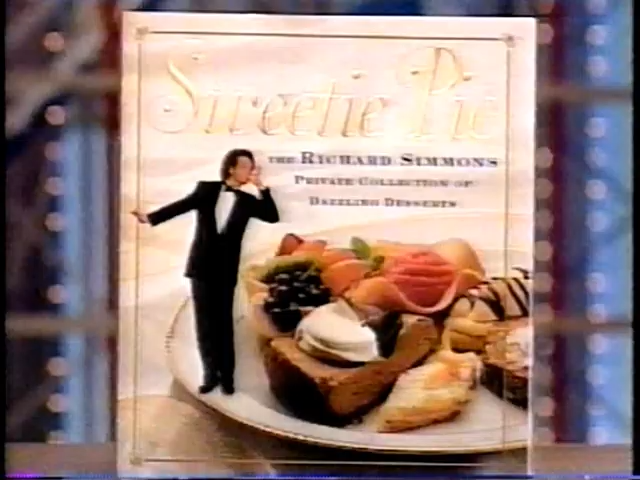 Sweetie Pie
THE RICHARD SIMMONS
PRIVATE COLLECTION OF
DAZZLING DESSERTS